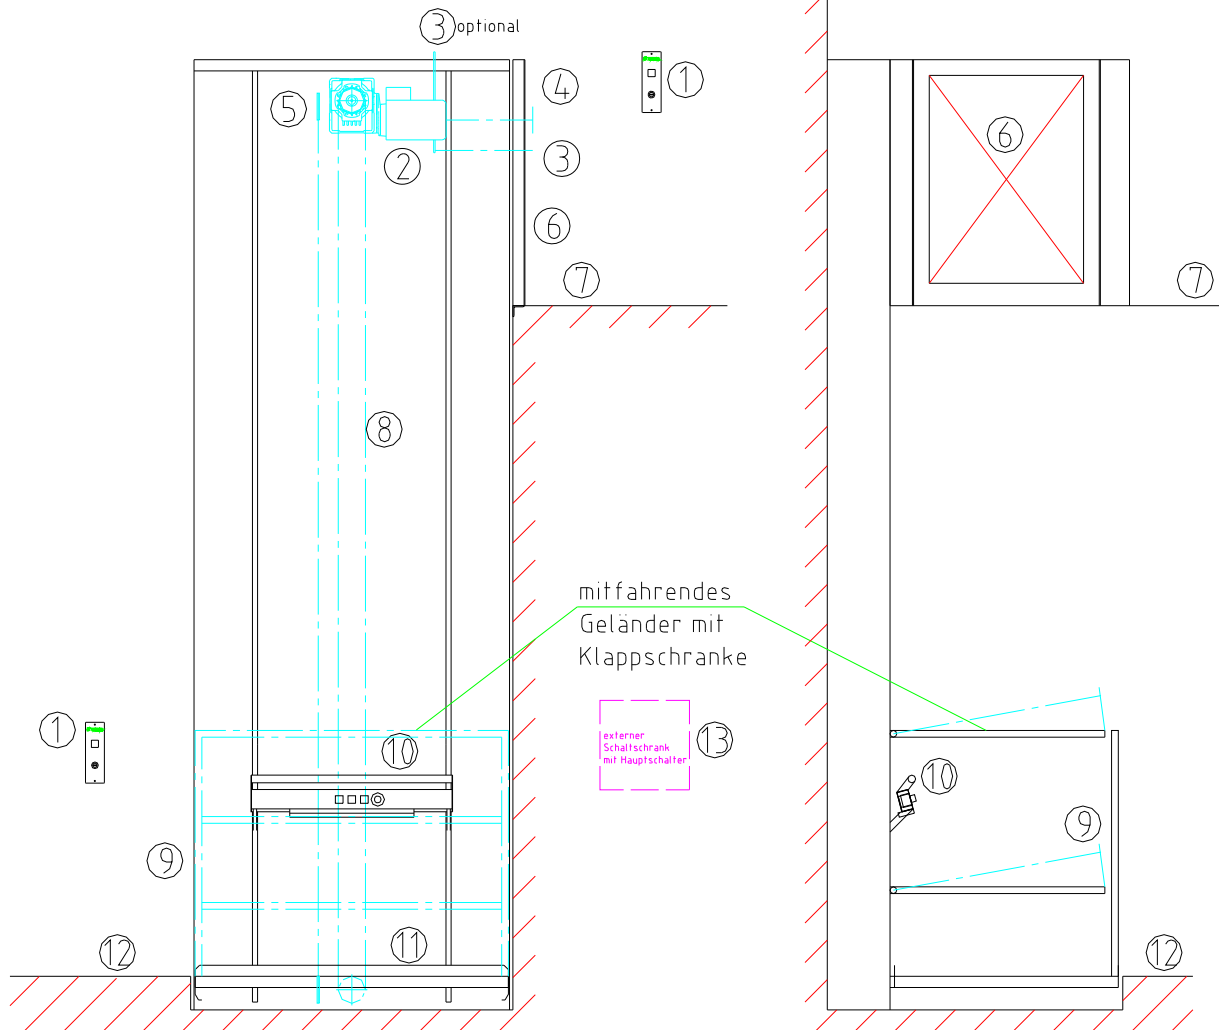 3 optional
4
1
5
6
2
3
6
7
7
8
mitfahrendes
Geländer mit
Klappschranke
1
10
externer
Schaltschrank
mit Hauptschalter
13
10
9
9
11
12
12